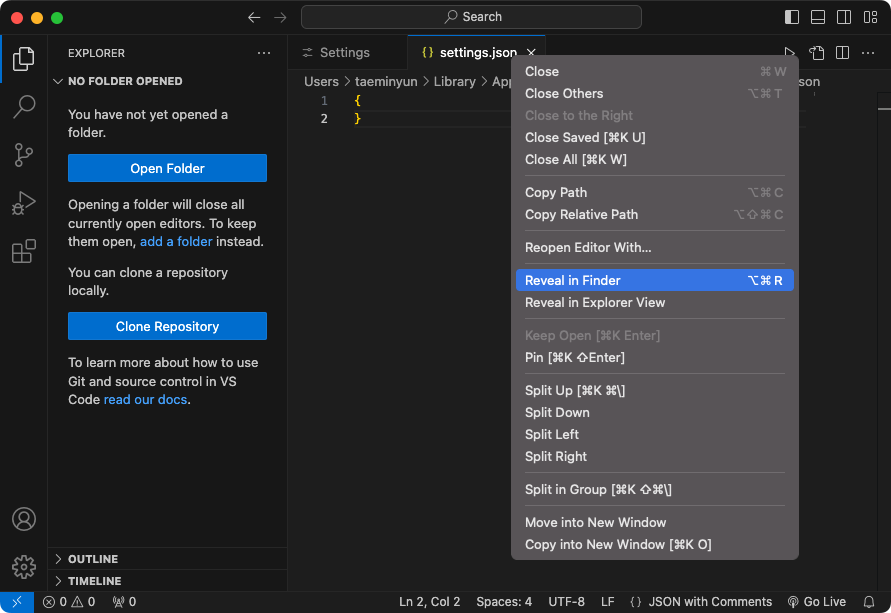 Search
EXPLORER
Settings
{} settings.json
NO FOLDER OPENED
You have not yet opened a
folder.
Open Folder
Opening a folder will close all
currently open editors. To keep
them open, add a folder instead.
You can clone a repository
locally.
Clone Repository
To learn more about how to use
Git and source control in VS
Code read our docs.
OUTLINE
TIMELINE
Users > taeminyun > Library > App
son
1 {
2 }
Close ⌘ W
Close Others ⌥⌘ T
Close to the Right
Close Saved [⌘K U]
Close All [⌘K W]
Copy Path ⌥⌘ C
Copy Relative Path ⌥⇧⌘ C
Reopen Editor With...
Reveal in Finder ⌥⌘ R
Reveal in Explorer View
Keep Open [⌘K Enter]
Pin [⌘K ⇧Enter]
Split Up [⌘K ⌘\]
Split Down
Split Left
Split Right
Split in Group [⌘K ⇧⌘\]
Move into New Window
Copy into New Window [⌘K O]
0 0 0 Ln 2, Col 2 Spaces: 4 UTF-8 LF {} JSON with Comments Go Live